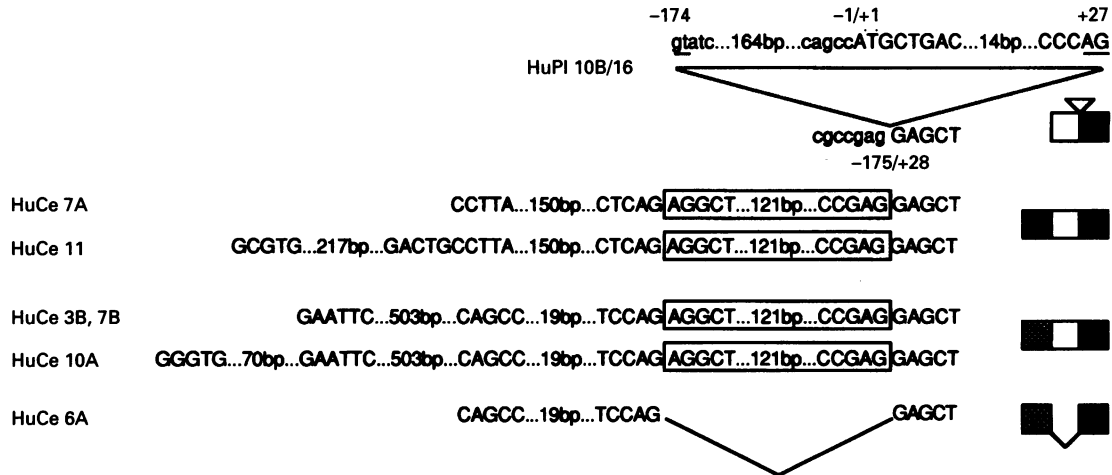 −174 −1/+1 +27
gtatc...164bp...cagccATGCTGAC...14bp...CCCAG
HuPI 10B/16
cgccgag GAGCT
−175/+28
HuCe 7A CCTTA...150bp...CTCAG AGGCT...121bp...CCGAG GAGCT
HuCe 11 GCGTG...217bp...GACTGCCTTA...150bp...CTCAG AGGCT...121bp...CCGAG GAGCT
HuCe 3B, 7B GAATTC...503bp...CAGCC...19bp...TCCAG AGGCT...121bp...CCGAG GAGCT
HuCe 10A GGGTG...70bp...GAATTC...503bp...CAGCC...19bp...TCCAG AGGCT...121bp...CCGAG GAGCT
HuCe 6A CAGCC...19bp...TCCAG GAGCT